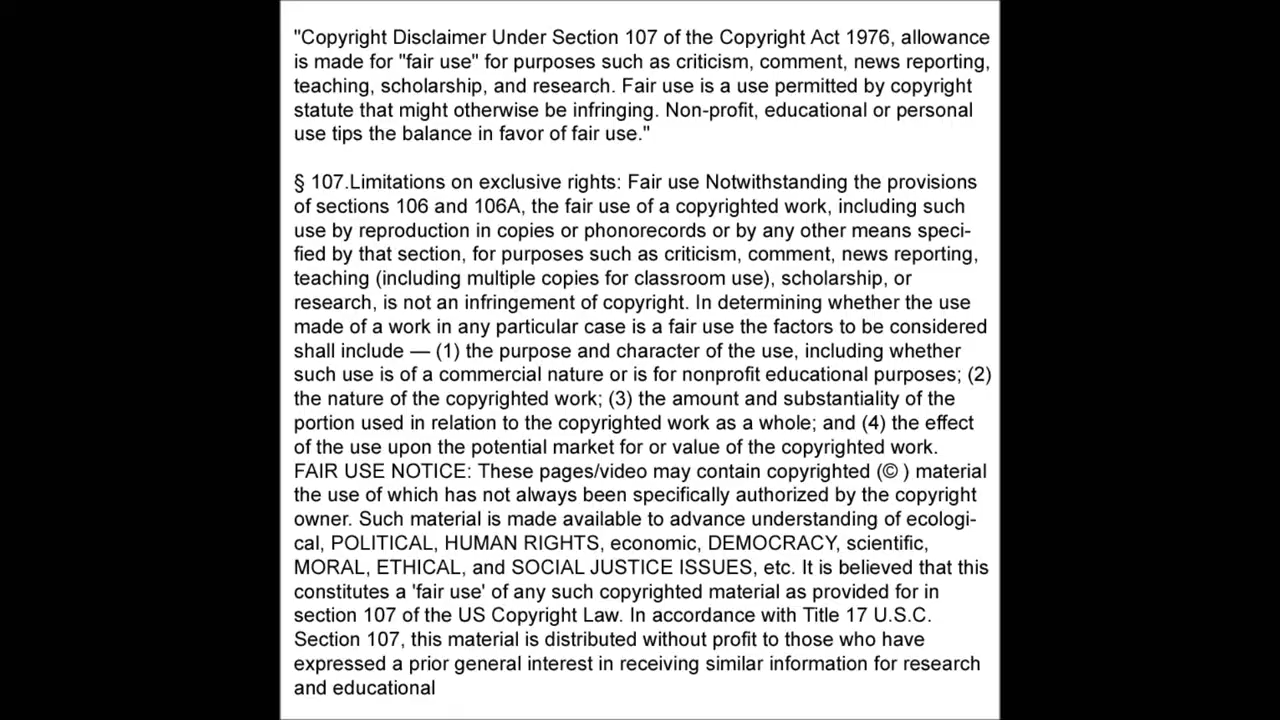 "Copyright Disclaimer Under Section 107 of the Copyright Act 1976, allowance
is made for "fair use" for purposes such as criticism, comment, news reporting,
teaching, scholarship, and research. Fair use is a use permitted by copyright
statute that might otherwise be infringing. Non-profit, educational or personal
use tips the balance in favor of fair use."
§ 107.Limitations on exclusive rights: Fair use Notwithstanding the provisions
of sections 106 and 106A, the fair use of a copyrighted work, including such
use by reproduction in copies or phonorecords or by any other means speci-
fied by that section, for purposes such as criticism, comment, news reporting,
teaching (including multiple copies for classroom use), scholarship, or
research, is not an infringement of copyright. In determining whether the use
made of a work in any particular case is a fair use the factors to be considered
shall include — (1) the purpose and character of the use, including whether
such use is of a commercial nature or is for nonprofit educational purposes; (2)
the nature of the copyrighted work; (3) the amount and substantiality of the
portion used in relation to the copyrighted work as a whole; and (4) the effect
of the use upon the potential market for or value of the copyrighted work.
FAIR USE NOTICE: These pages/video may contain copyrighted (© ) material
the use of which has not always been specifically authorized by the copyright
owner. Such material is made available to advance understanding of ecologi-
cal, POLITICAL, HUMAN RIGHTS, economic, DEMOCRACY, scientific,
MORAL, ETHICAL, and SOCIAL JUSTICE ISSUES, etc. It is believed that this
constitutes a 'fair use' of any such copyrighted material as provided for in
section 107 of the US Copyright Law. In accordance with Title 17 U.S.C.
Section 107, this material is distributed without profit to those who have
expressed a prior general interest in receiving similar information for research
and educational